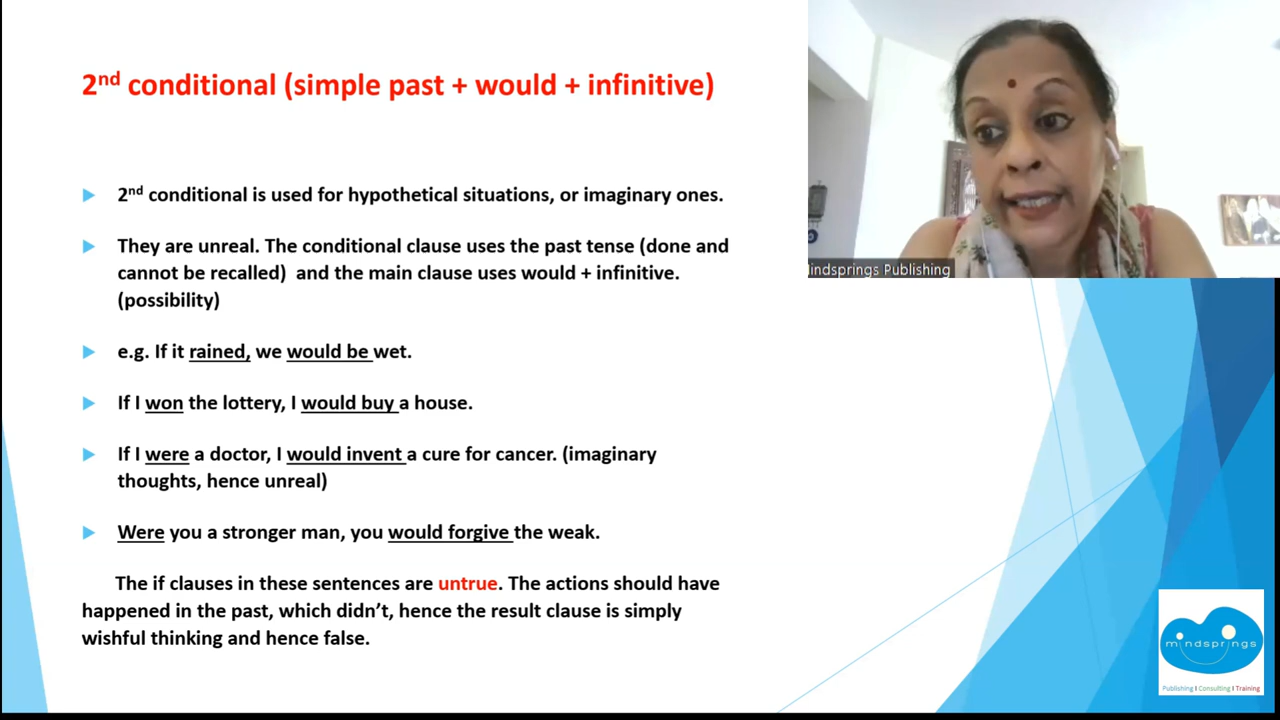 2nd conditional (simple past + would + infinitive)
2nd conditional is used for hypothetical situations, or imaginary ones.
They are unreal. The conditional clause uses the past tense (done and
cannot be recalled) and the main clause uses would + infinitive.
(possibility)
e.g. If it rained, we would be wet.
If I won the lottery, I would buy a house.
If I were a doctor, I would invent a cure for cancer. (imaginary
thoughts, hence unreal)
Were you a stronger man, you would forgive the weak.
The if clauses in these sentences are untrue. The actions should have
happened in the past, which didn’t, hence the result clause is simply
wishful thinking and hence false.
indsprings Publishing
mindsprings
Publishing I Consulting I Training